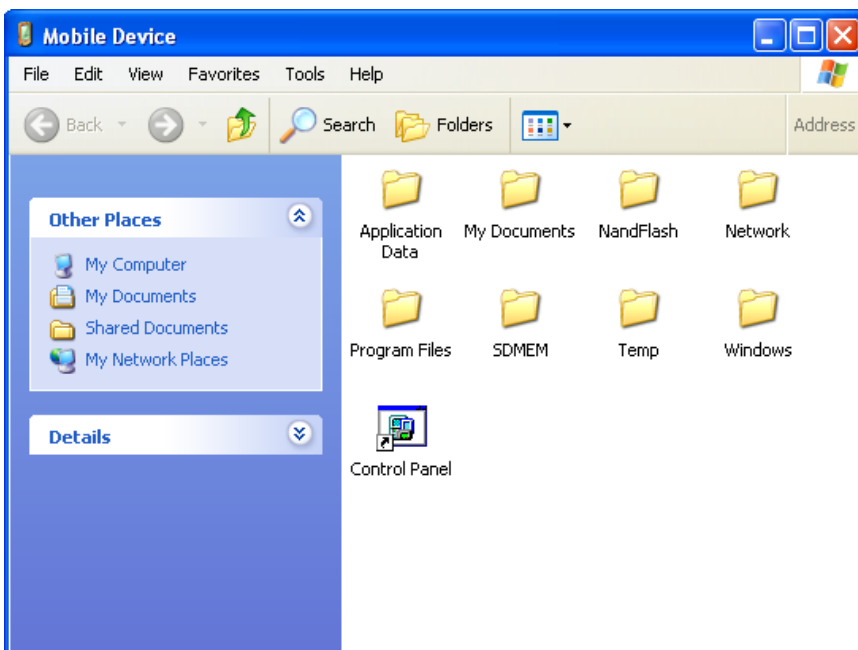 Mobile Device
File Edit View Favorites Tools Help
Back Search Folders Address
Other Places
My Computer
My Documents
Shared Documents
My Network Places
Details
Application Data My Documents NandFlash Network
Program Files SDMEM Temp Windows
Control Panel